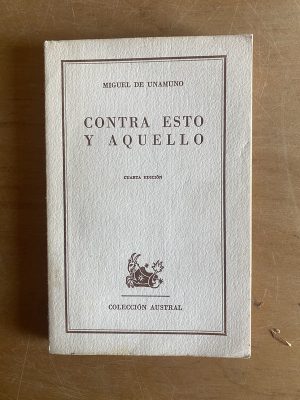 MIGUEL DE UNAMUNO
CONTRA ESTO
Y AQUELLO
CUARTA EDICIÓN
COLECCIÓN AUSTRAL